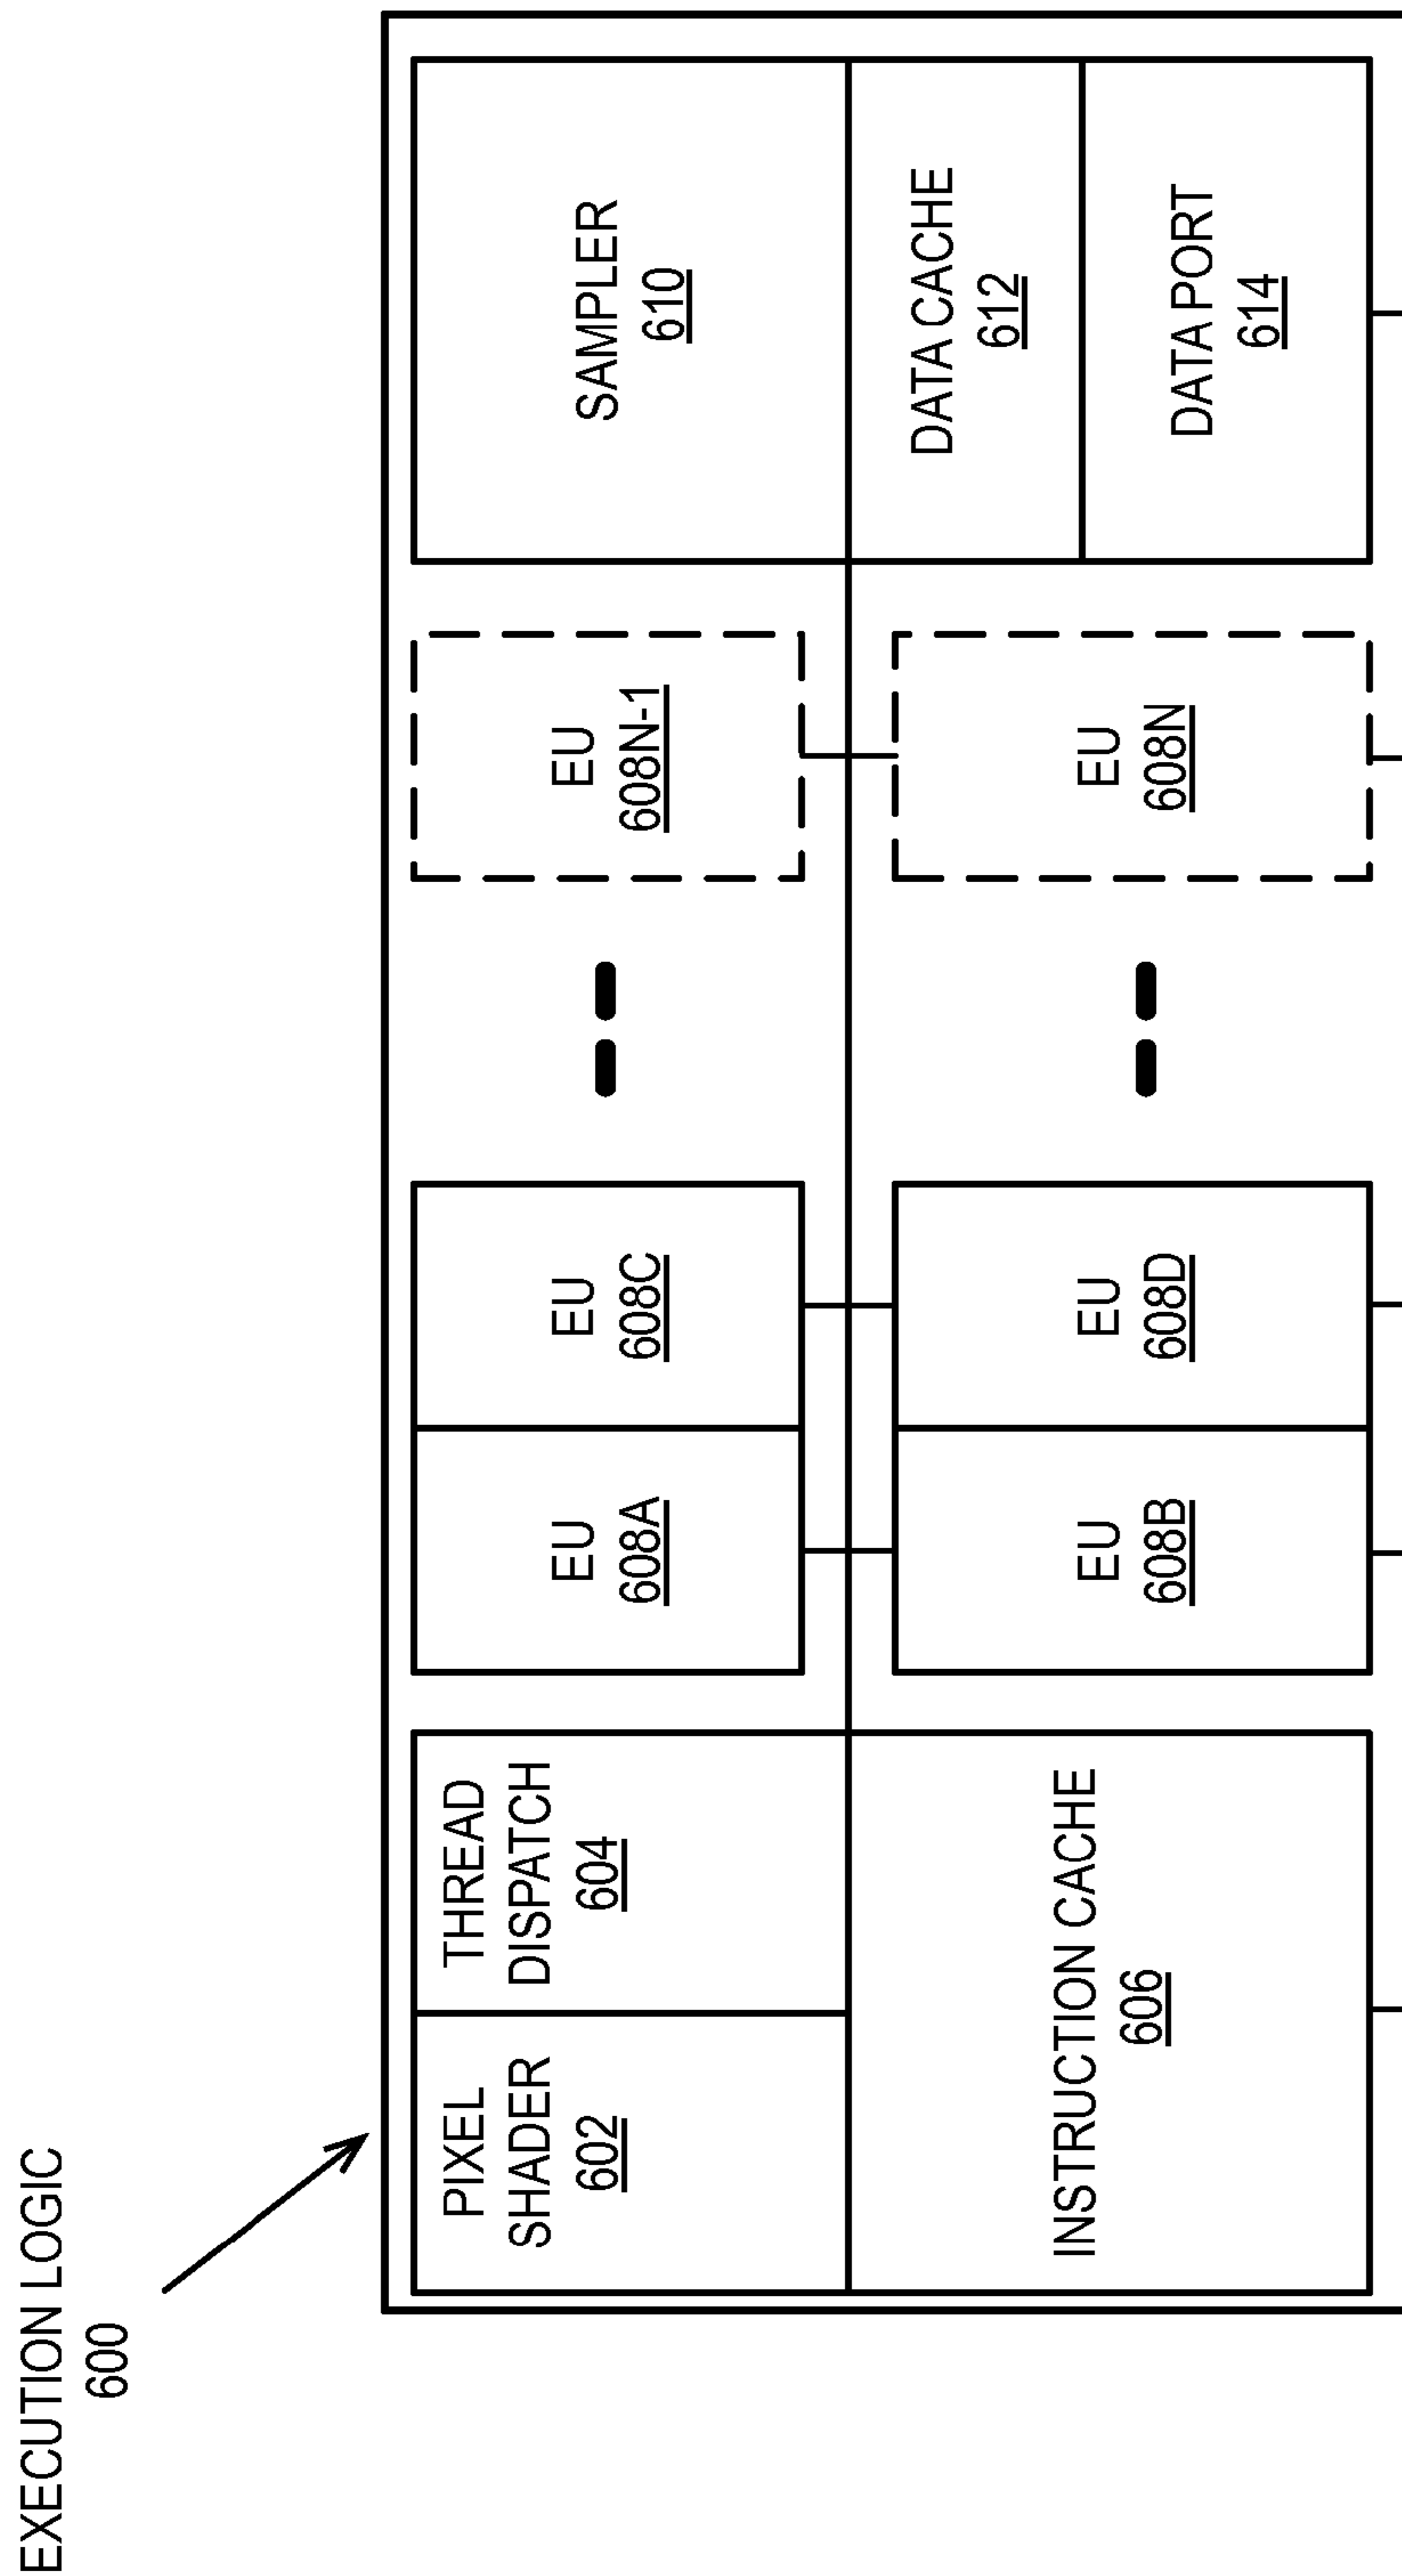 EXECUTION LOGIC
600
PIXEL
SHADER
602
THREAD
DISPATCH
604
EU
608A
EU
608C
EU
608N-1
SAMPLER
610
INSTRUCTION CACHE
606
EU
608B
EU
608D
EU
608N
DATA CACHE
612
DATA PORT
614